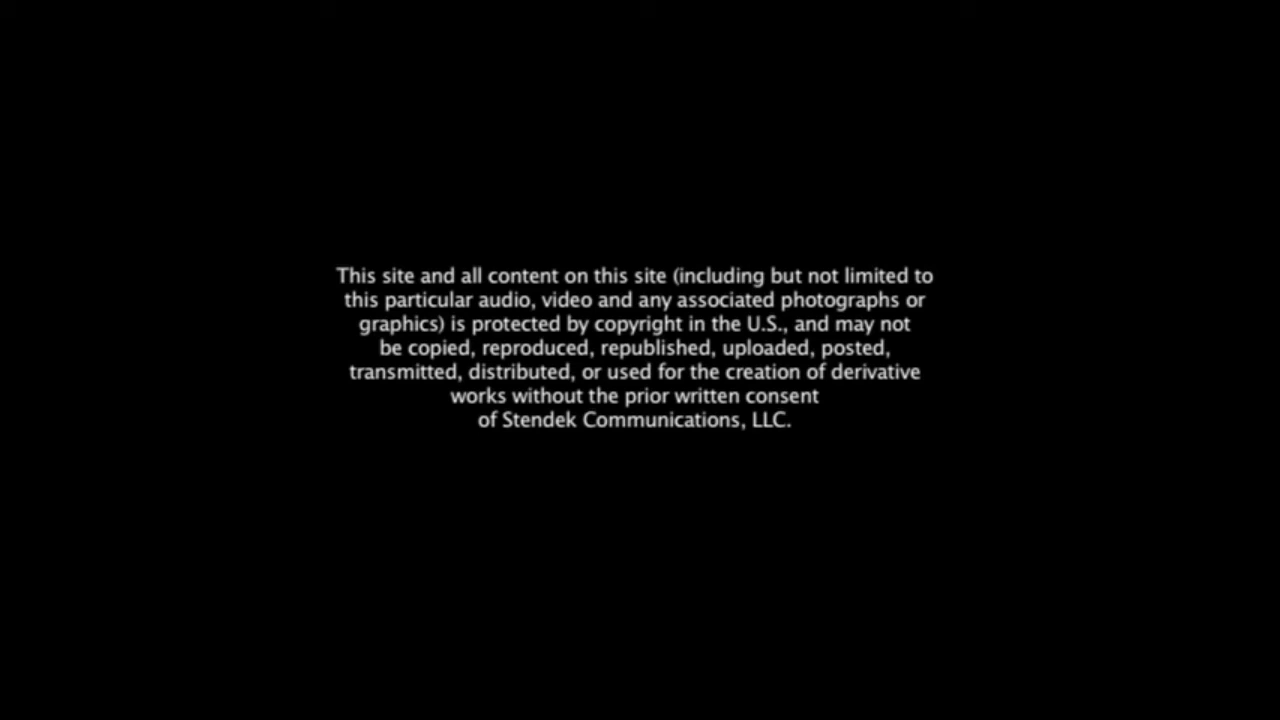 This site and all content on this site (including but not limited to
this particular audio, video and any associated photographs or
graphics) is protected by copyright in the U.S., and may not
be copied, reproduced, republished, uploaded, posted,
transmitted, distributed, or used for the creation of derivative
works without the prior written consent
of Stendek Communications, LLC.